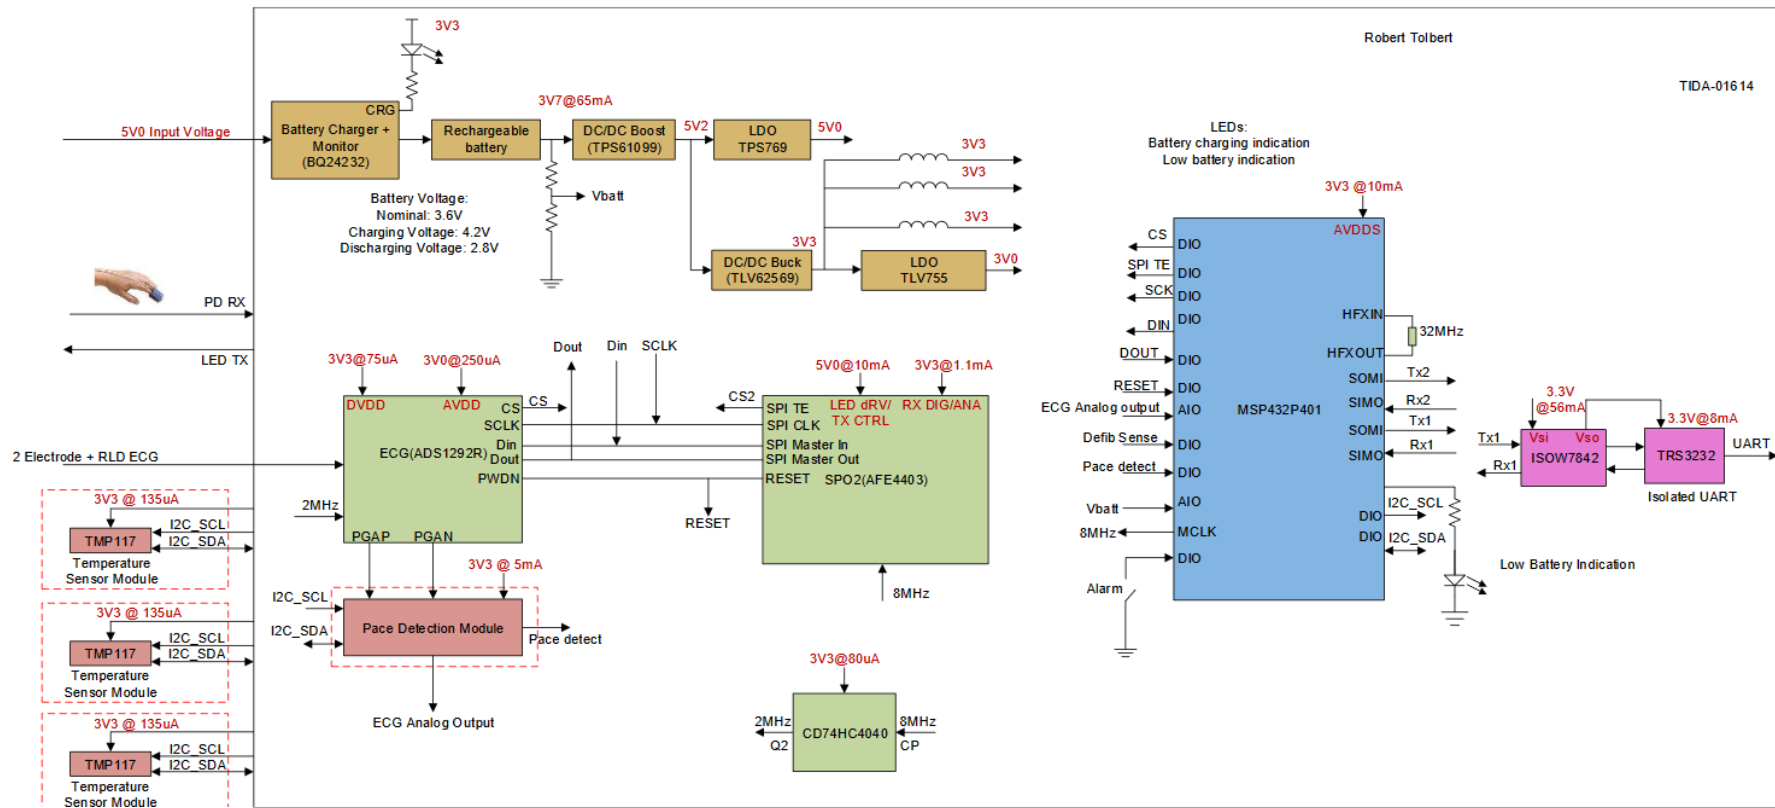 Robert Tolbert
TIDA-01614
3V3
CRG
5V0 Input Voltage
Battery Charger +
Monitor
(BQ24232)
Rechargeable
battery
3V7@65mA
DC/DC Boost
(TPS61099)
5V2
LDO
TPS769
5V0
Vbatt
Battery Voltage:
Nominal: 3.6V
Charging Voltage: 4.2V
Discharging Voltage: 2.8V
3V3
3V3
3V3
3V3
DC/DC Buck
(TLV62569)
LDO
TLV755
3V0
LEDs:
Battery charging indication
Low battery indication
PD RX
LED TX
2 Electrode + RLD ECG
3V3@75uA
3V0@250uA
DVDD
AVDD
CS
SCLK
Din
ECG(ADS1292R)
Dout
PWDN
PGAP
PGAN
2MHz
CS
Dout
Din
SCLK
RESET
CS2
5V0@10mA
3V3@1.1mA
SPI TE
LED dRV/
TX CTRL
RX DIG/ANA
SPI CLK
SPI Master In
SPI Master Out
RESET
SPO2(AFE4403)
8MHz
3V3 @ 135uA
TMP117
I2C_SCL
I2C_SDA
Temperature
Sensor Module
3V3 @ 135uA
TMP117
I2C_SCL
I2C_SDA
Temperature
Sensor Module
3V3 @ 135uA
TMP117
I2C_SCL
I2C_SDA
Temperature
Sensor Module
3V3 @ 5mA
I2C_SCL
I2C_SDA
Pace Detection Module
Pace detect
ECG Analog Output
3V3@80uA
2MHz
Q2
CD74HC4040
8MHz
CP
3V3 @10mA
AVDDS
CS
DIO
SPI TE
DIO
SCK
DIO
DIO
DIN
DOUT
DIO
RESET
DIO
ECG Analog output
AIO
Defib Sense
DIO
Pace detect
DIO
Vbatt
AIO
8MHz
MCLK
DIO
Alarm
MSP432P401
HFXIN
32MHz
HFXOUT
SOMI
Tx2
SIMO
Rx2
SOMI
Tx1
SIMO
Rx1
DIO
I2C_SCL
DIO
I2C_SDA
Low Battery Indication
3.3V
@56mA
3.3V@8mA
Tx1
Rx1
Vsi
Vso
ISOW7842
TRS3232
UART
Isolated UART